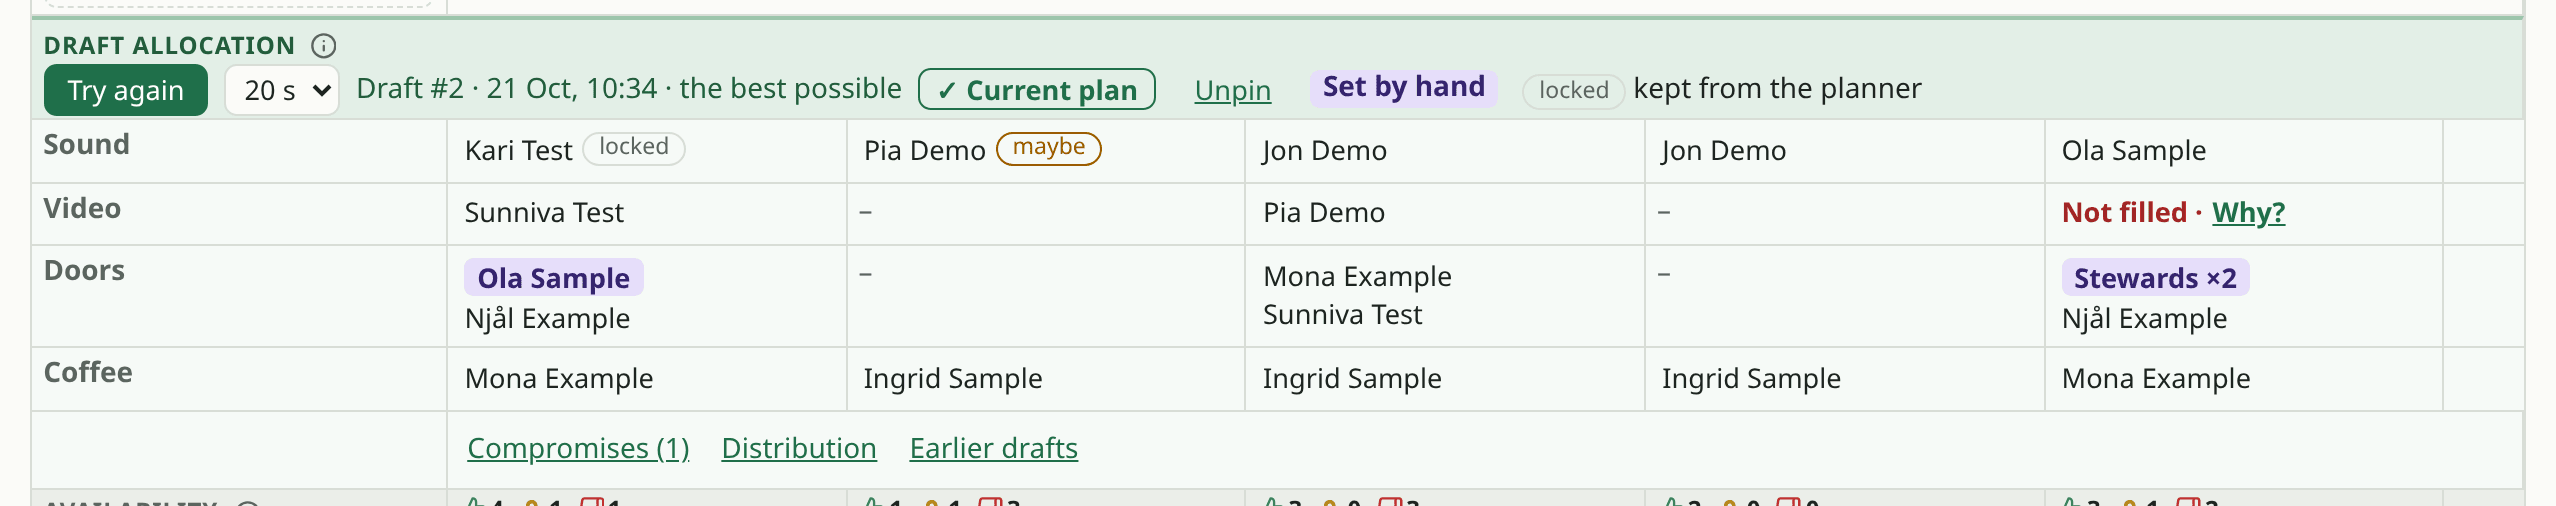 DRAFT ALLOCATION
Try again 20 s Draft #2 · 21 Oct, 10:34 · the best possible ✓ Current plan Unpin Set by hand locked kept from the planner
Sound Kari Test locked Pia Demo maybe Jon Demo Jon Demo Ola Sample
Video Sunniva Test – Pia Demo – Not filled · Why?
Doors Ola Sample – Mona Example – Stewards ×2
Njål Example Sunniva Test Njål Example
Coffee Mona Example Ingrid Sample Ingrid Sample Ingrid Sample Mona Example
Compromises (1) Distribution Earlier drafts
AVAILABILITY